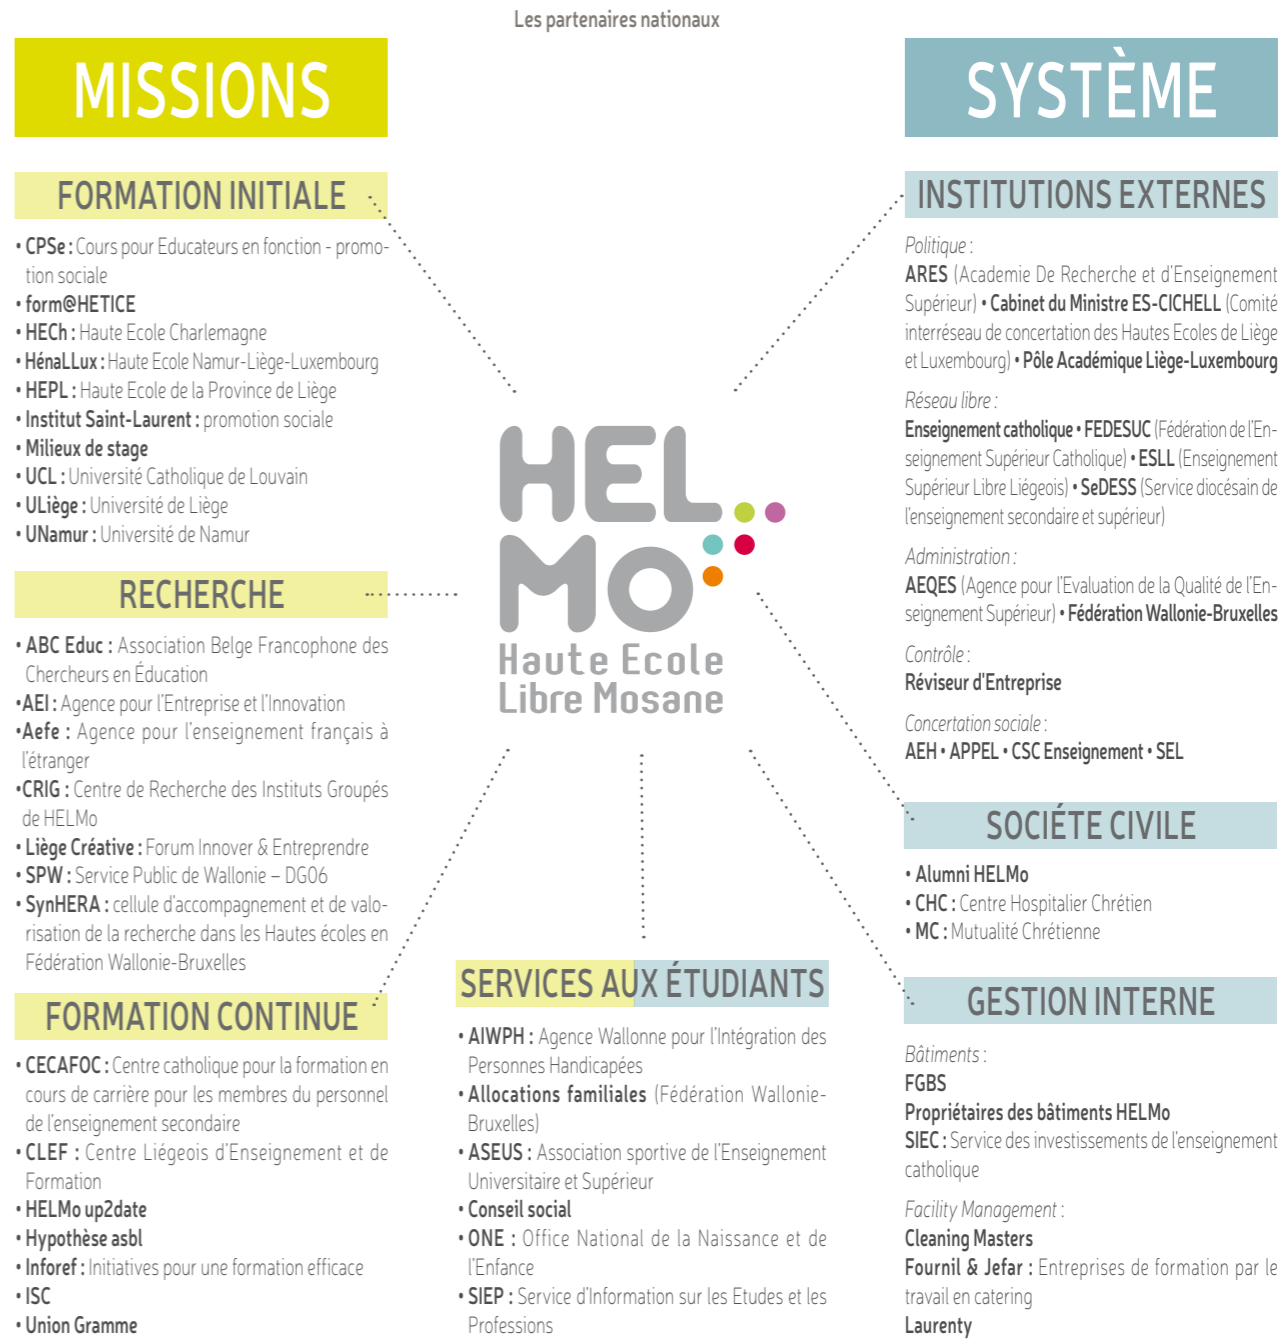 Les partenaires nationaux
MISSIONS
FORMATION INITIALE
• CPSe : Cours pour Educateurs en fonction - promo-
tion sociale
• form@HETICE
• HECh : Haute Ecole Charlemagne
• HénaLLux : Haute Ecole Namur-Liège-Luxembourg
• HEPL : Haute Ecole de la Province de Liège
• Institut Saint-Laurent : promotion sociale
• Milieux de stage
• UCL : Université Catholique de Louvain
• ULiège : Université de Liège
• UNamur : Université de Namur
RECHERCHE
• ABC Educ : Association Belge Francophone des
Chercheurs en Éducation
•AEI : Agence pour l'Entreprise et l'Innovation
•Aefe : Agence pour l'enseignement français à
l'étranger
•CRIG : Centre de Recherche des Instituts Groupés
de HELMo
• Liège Créative : Forum Innover & Entreprendre
• SPW : Service Public de Wallonie – DG06
• SynHERA : cellule d'accompagnement et de valo-
risation de la recherche dans les Hautes écoles en
Fédération Wallonie-Bruxelles
FORMATION CONTINUE
• CECAFOC : Centre catholique pour la formation en
cours de carrière pour les membres du personnel
de l'enseignement secondaire
• CLEF : Centre Liégeois d'Enseignement et de
Formation
• HELMo up2date
• Hypothèse asbl
• Inforef : Initiatives pour une formation efficace
• ISC
• Union Gramme
HEL
MO
Haute Ecole
Libre Mosane
SERVICES AUX ÉTUDIANTS
• AIWPH : Agence Wallonne pour l'Intégration des
Personnes Handicapées
• Allocations familiales (Fédération Wallonie-
Bruxelles)
• ASEUS : Association sportive de l'Enseignement
Universitaire et Supérieur
• Conseil social
• ONE : Office National de la Naissance et de
l'Enfance
• SIEP : Service d'Information sur les Etudes et les
Professions
SYSTÈME
INSTITUTIONS EXTERNES
Politique :
ARES (Academie De Recherche et d'Enseignement
Supérieur) • Cabinet du Ministre ES-CICHELL (Comité
interréseau de concertation des Hautes Ecoles de Liège
et Luxembourg) • Pôle Académique Liège-Luxembourg
Réseau libre :
Enseignement catholique • FEDESUC (Fédération de l'En-
seignement Supérieur Catholique) • ESLL (Enseignement
Supérieur Libre Liégeois) • SeDESS (Service diocésain de
l'enseignement secondaire et supérieur)
Administration :
AEQES (Agence pour l'Evaluation de la Qualité de l'En-
seignement Supérieur) • Fédération Wallonie-Bruxelles
Contrôle :
Réviseur d'Entreprise
Concertation sociale :
AEH • APPEL • CSC Enseignement • SEL
SOCIÉTE CIVILE
• Alumni HELMo
• CHC : Centre Hospitalier Chrétien
• MC : Mutualité Chrétienne
GESTION INTERNE
Bâtiments :
FGBS
Propriétaires des bâtiments HELMo
SIEC : Service des investissements de l'enseignement
catholique
Facility Management :
Cleaning Masters
Fournil & Jefar : Entreprises de formation par le
travail en catering
Laurenty